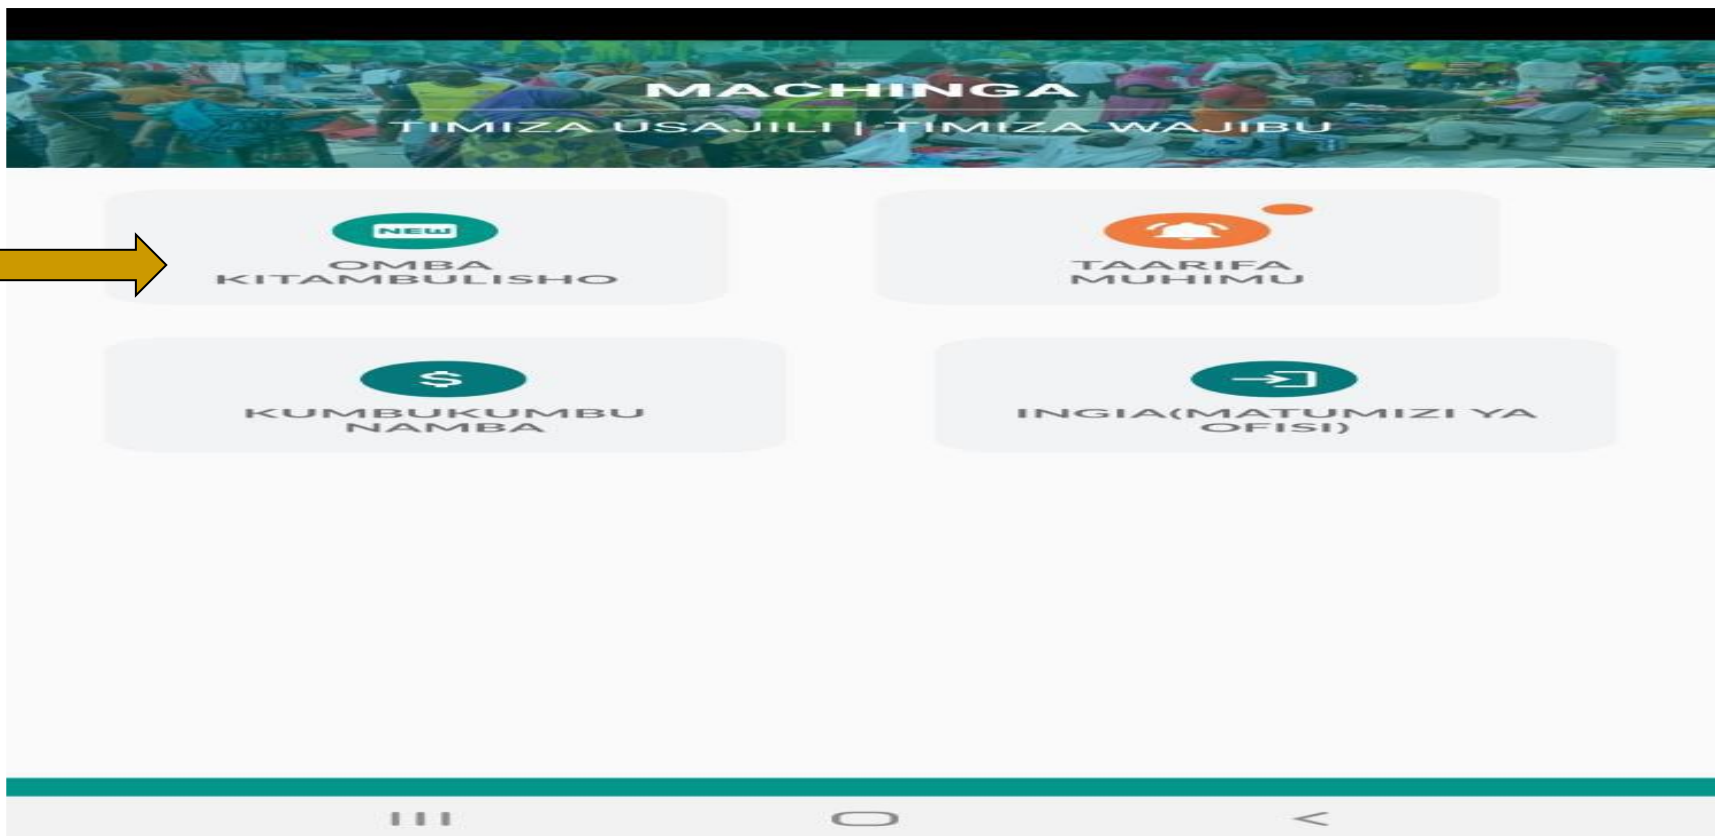 MACHINGA
TIMIZA USAJILI | TIMIZA WAJIBU
NEW
OMBA
KITAMBULISHO
TAARIFA
MUHIMU
$
KUMBUKUMBU
NAMBA
INGIA(MATUMIZI YA
OFISI)